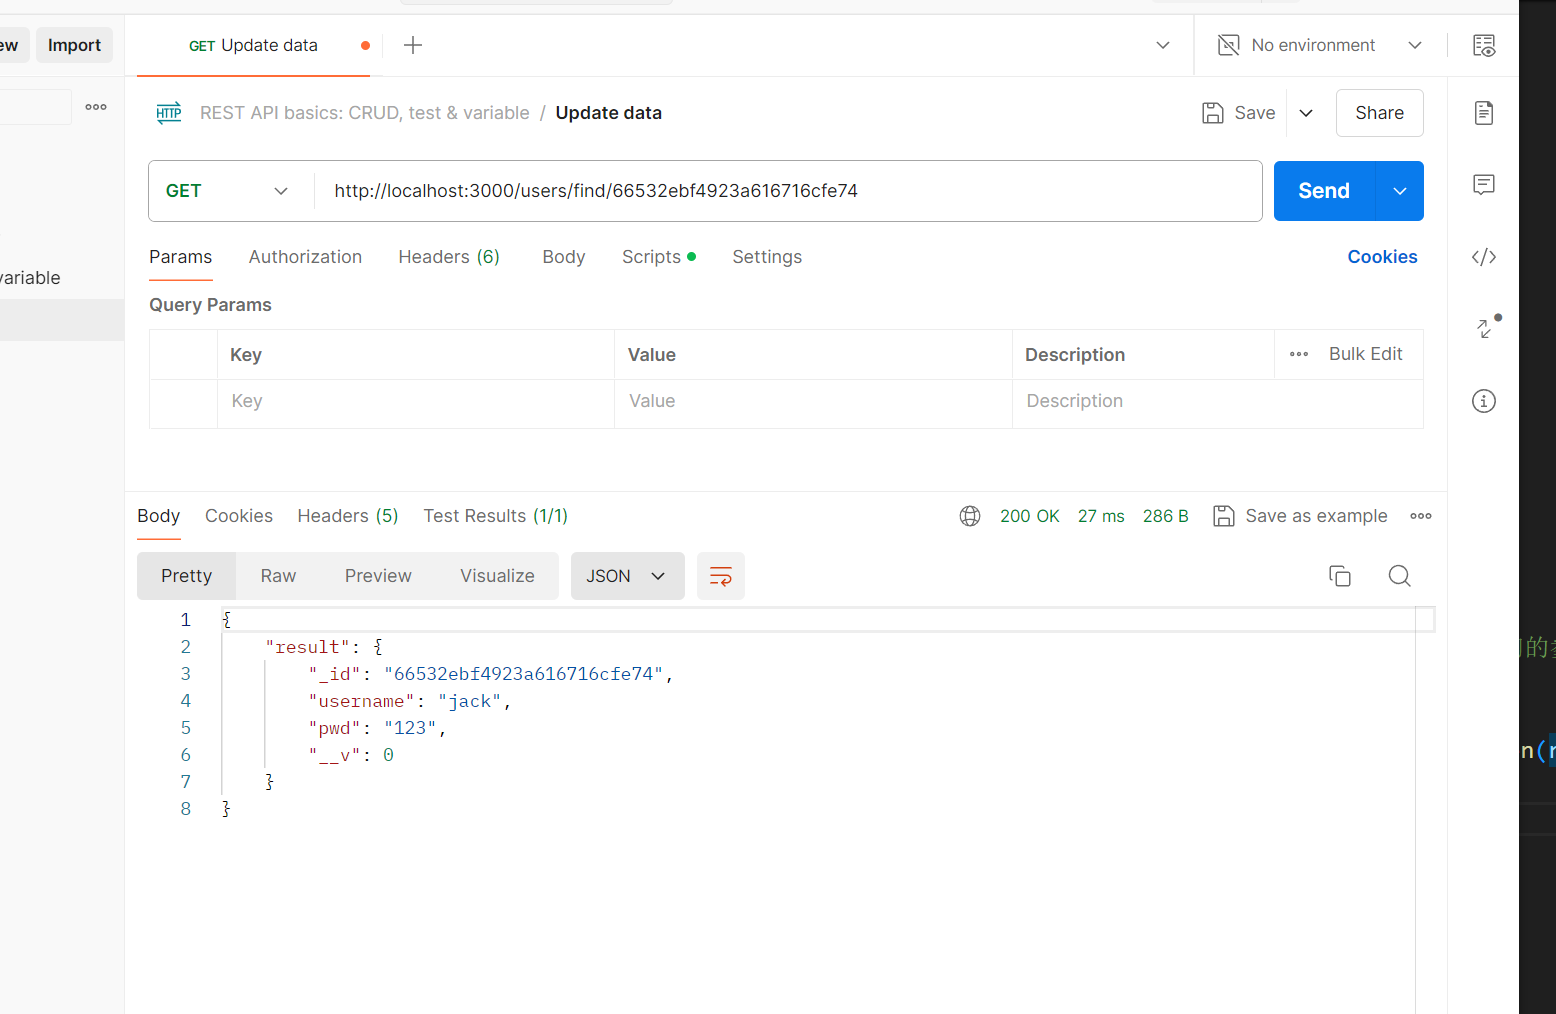 ew Import GET Update data No environment
HTTP REST API basics: CRUD, test & variable / Update data Save Share
GET http://localhost:3000/users/find/66532ebf4923a616716cfe74 Send
Params Authorization Headers (6) Body Scripts Settings Cookies
variable
Query Params
Key Value Description Bulk Edit
Key Value Description
Body Cookies Headers (5) Test Results (1/1) 200 OK 27 ms 286 B Save as example
Pretty Raw Preview Visualize JSON
1 {
2 "result": {
3 "_id": "66532ebf4923a616716cfe74",
4 "username": "jack",
5 "pwd": "123",
6 "__v": 0
7 }
8 }
的
n(